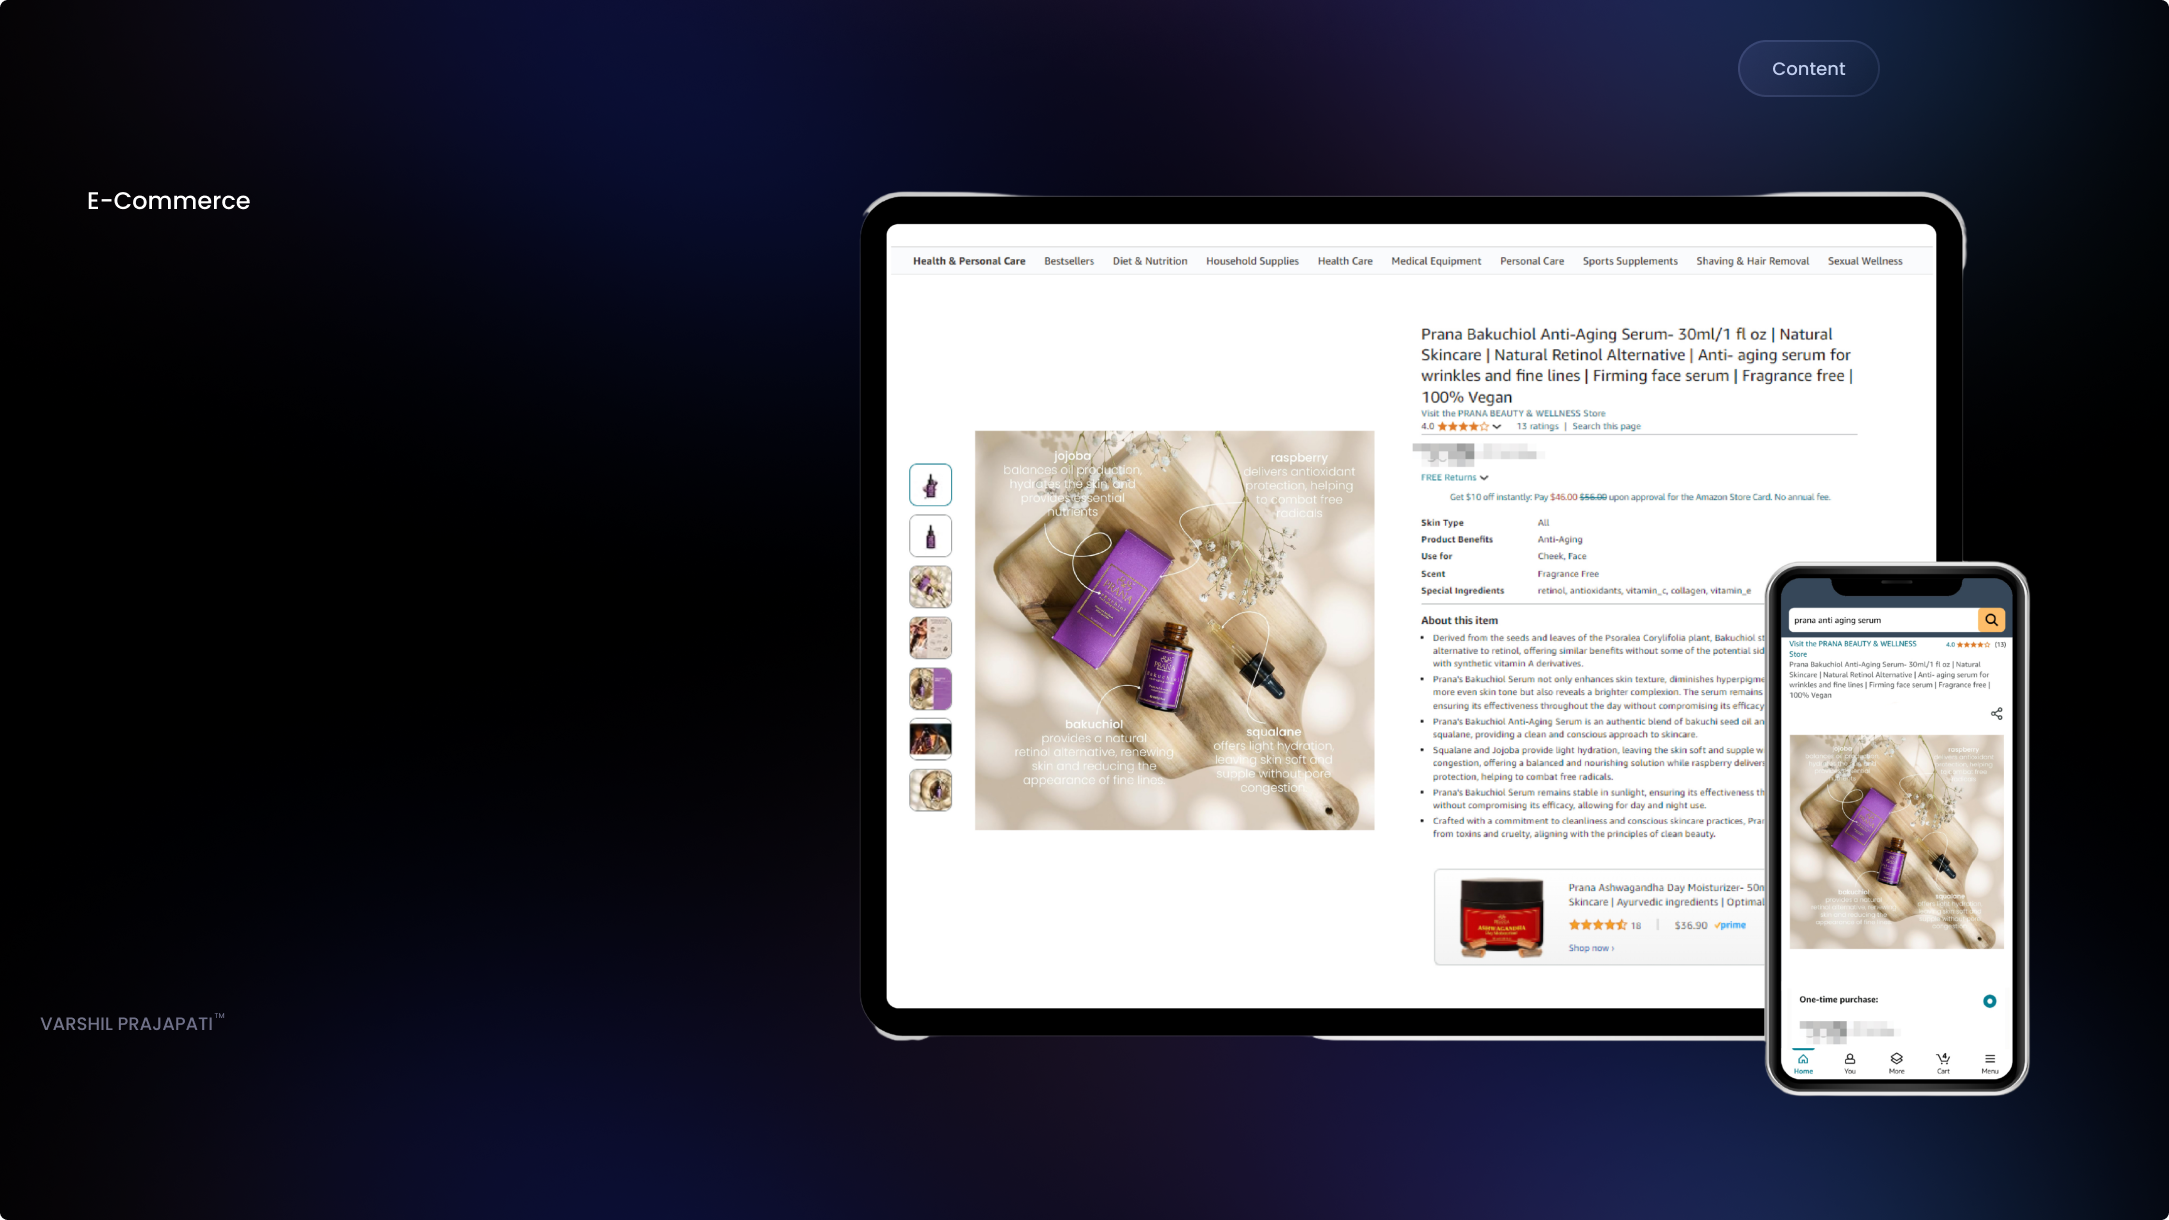 Content
E-Commerce
Health & Personal Care Bestsellers Diet & Nutrition Household Supplies Health Care Medical Equipment Personal Care Sports Supplements Shaving & Hair Removal Sexual Wellness
Prana Bakuchiol Anti-Aging Serum- 30ml/1 fl oz | Natural
Skincare | Natural Retinol Alternative | Anti- aging serum for
wrinkles and fine lines | Firming face serum | Fragrance free |
100% Vegan
Visit the PRANA BEAUTY & WELLNESS Store
4.0 13 ratings | Search this page
FREE Returns
Get $10 off instantly: Pay $46.00 $56.00 upon approval for the Amazon Store Card. No annual fee.
Skin Type All
Product Benefits Anti-Aging
Use for Cheek, Face
Scent Fragrance Free
Special Ingredients retinol, antioxidants, vitamin_c, collagen, vitamin_e
About this item
• Derived from the seeds and leaves of the Psoralea Corylifolia plant, Bakuchiol st
alternative to retinol, offering similar benefits without some of the potential sid
with synthetic vitamin A derivatives.
• Prana's Bakuchiol Serum not only enhances skin texture, diminishes hyperpigme
more even skin tone but also reveals a brighter complexion. The serum remains
ensuring its effectiveness throughout the day without compromising its efficacy
• Prana's Bakuchiol Anti-Aging Serum is an authentic blend of bakuchi seed oil an
squalane, providing a clean and conscious approach to skincare.
• Squalane and Jojoba provide light hydration, leaving the skin soft and supple w
congestion, offering a balanced and nourishing solution while raspberry deliver
protection, helping to combat free radicals.
• Prana's Bakuchiol Serum remains stable in sunlight, ensuring its effectiveness th
without compromising its efficacy, allowing for day and night use.
• Crafted with a commitment to cleanliness and conscious skincare practices, Pra
from toxins and cruelty, aligning with the principles of clean beauty.
ASHWAGANDHA
Prana Ashwagandha Day Moisturizer- 50m
Skincare | Ayurvedic ingredients | Optimal
18 | $36.90 prime
Shop now ›
jojoba
balances oil production,
hydrates the skin, and
provides essential
nutrients
raspberry
delivers antioxidant
protection, helping
to combat free
radicals
PRANA
PRANA
bakuchiol
bakuchiol
provides a natural
retinol alternative, renewing
skin and reducing the
appearance of fine lines.
squalane
offers light hydration,
leaving skin soft and
supple without pore
congestion.
prana anti aging serum
Visit the PRANA BEAUTY & WELLNESS
Store
4.0 (13)
Prana Bakuchiol Anti-Aging Serum- 30ml/1 fl oz | Natural
Skincare | Natural Retinol Alternative | Anti- aging serum for
wrinkles and fine lines | Firming face serum | Fragrance free |
100% Vegan
jojoba
raspberry
bakuchiol
squalane
One-time purchase:
Home You More Cart Menu
4
VARSHIL PRAJAPATI™